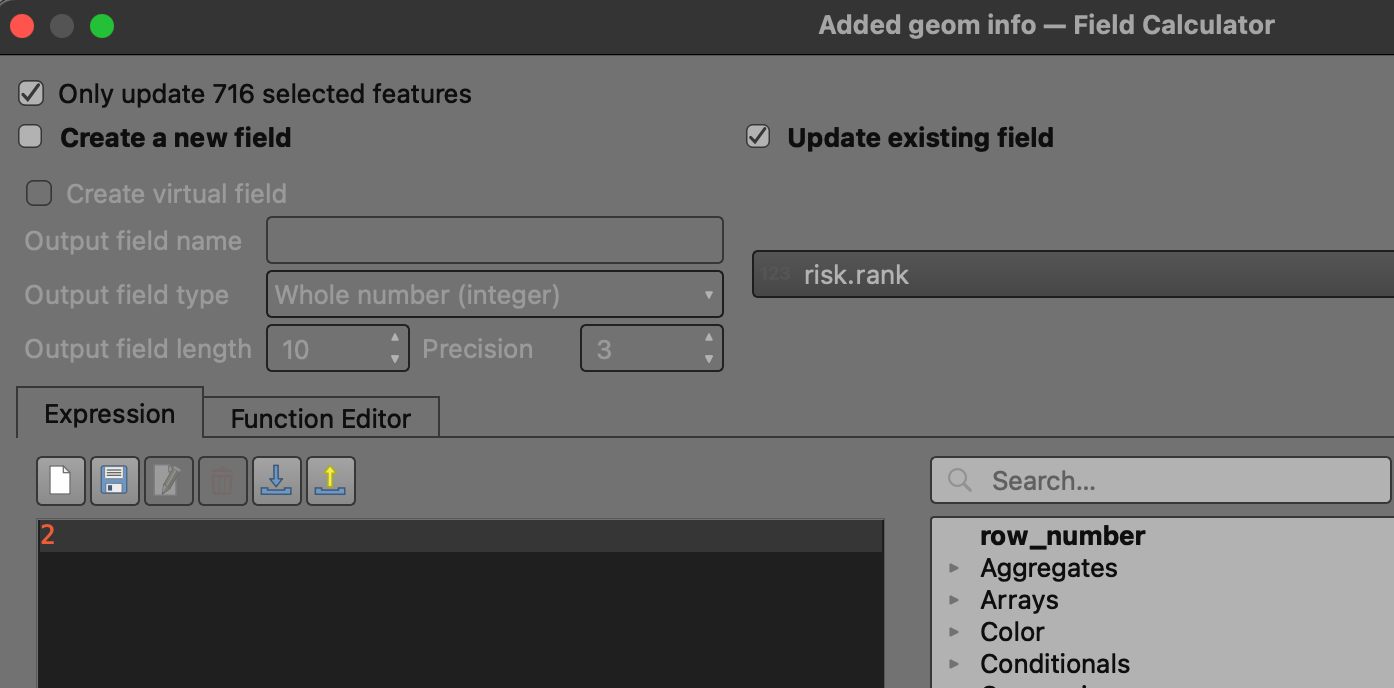 Added geom info — Field Calculator
Only update 716 selected features
Create a new field
Update existing field
Create virtual field
Output field name
123 risk.rank
Output field type
Whole number (integer)
Output field length
10
Precision
3
Expression
Function Editor
Search...
2
row_number
Aggregates
Arrays
Color
Conditionals